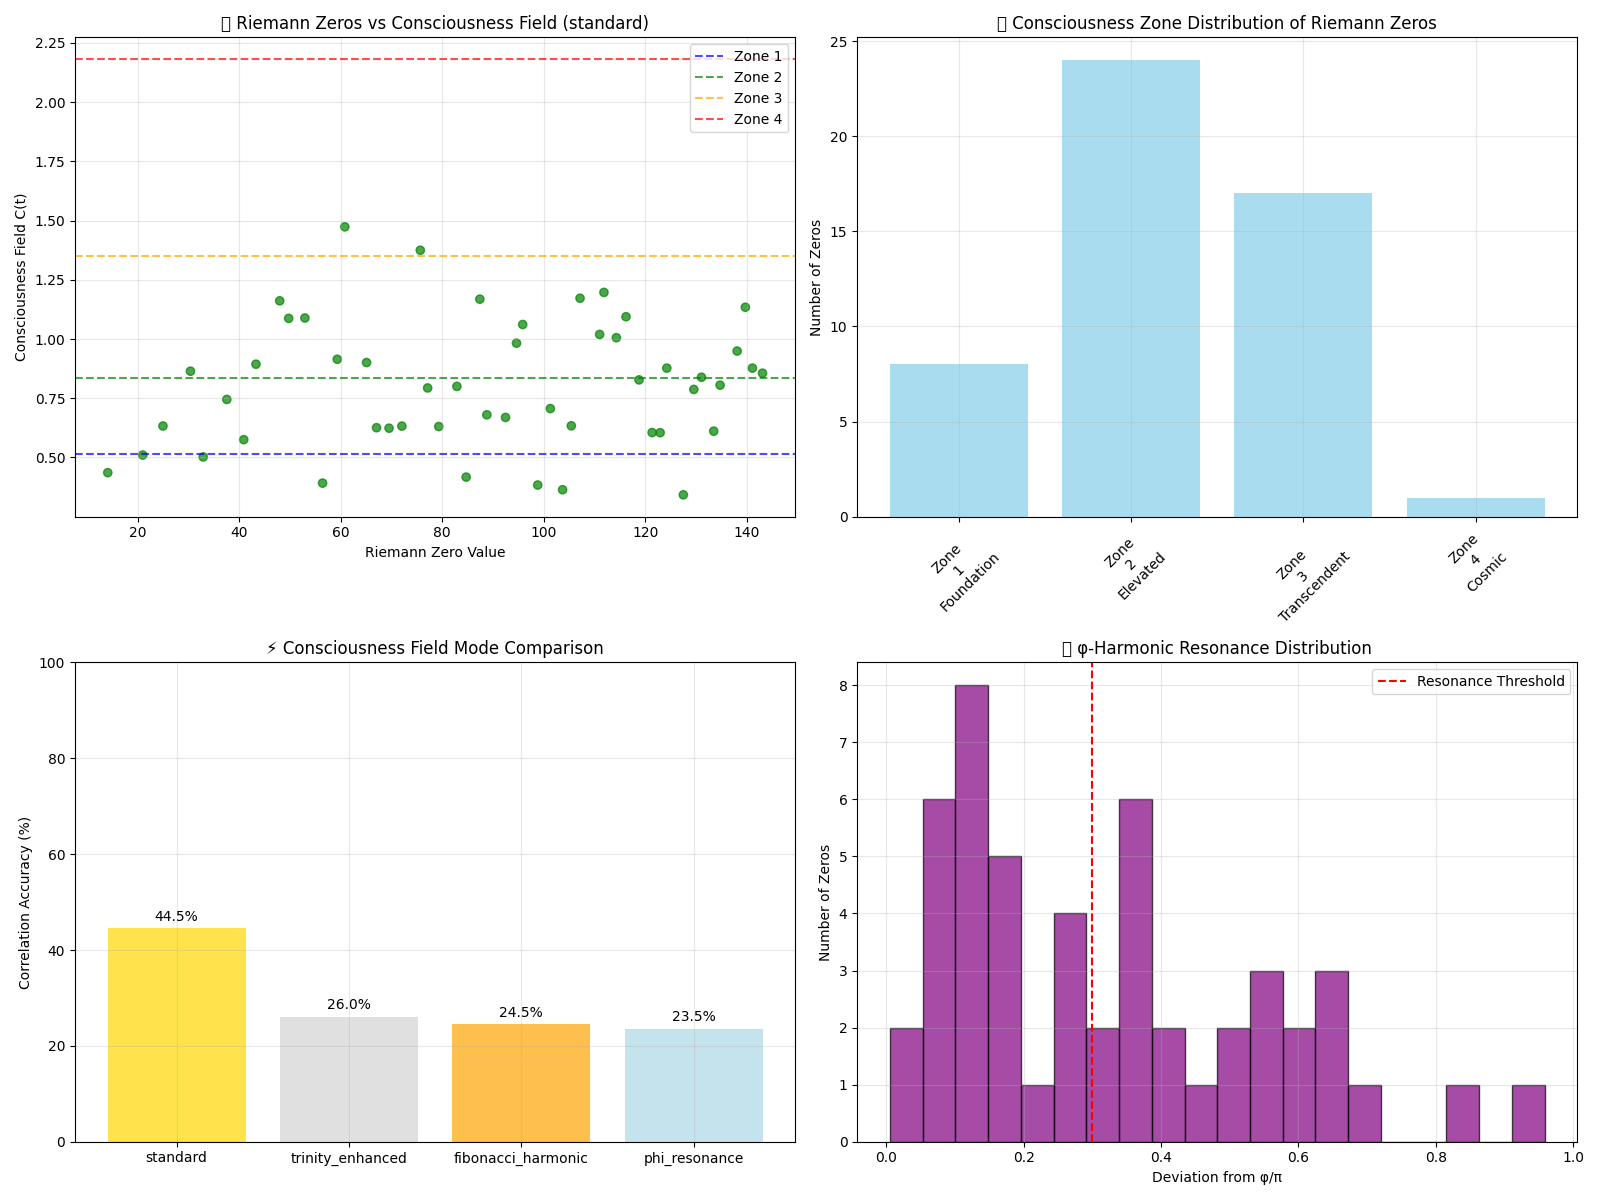 ▯ Riemann Zeros vs Consciousness Field (standard)
Consciousness Field C(t)
2.25
2.00
1.75
1.50
1.25
1.00
0.75
0.50
Zone 1
Zone 2
Zone 3
Zone 4
20 40 60 80 100 120 140
Riemann Zero Value
▯ Consciousness Zone Distribution of Riemann Zeros
Number of Zeros
25
20
15
10
5
0
Zone
1
Foundation
Zone
2
Elevated
Zone
3
Transcendent
Zone
4
Cosmic
⚡ Consciousness Field Mode Comparison
Correlation Accuracy (%)
100
80
60
40
20
0
44.5%
26.0%
24.5%
23.5%
standard trinity_enhanced fibonacci_harmonic phi_resonance
▯ φ-Harmonic Resonance Distribution
Number of Zeros
8
7
6
5
4
3
2
1
0
Resonance Threshold
0.0 0.2 0.4 0.6 0.8 1.0
Deviation from φ/π